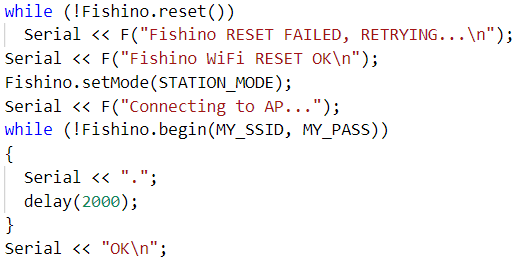 while (!Fishino.reset())
  Serial << F("Fishino RESET FAILED, RETRYING...\n");
Serial << F("Fishino WiFi RESET OK\n");
Fishino.setMode(STATION_MODE);
Serial << F("Connecting to AP...");
while (!Fishino.begin(MY_SSID, MY_PASS))
{
  Serial << ".";
  delay(2000);
}
Serial << "OK\n";